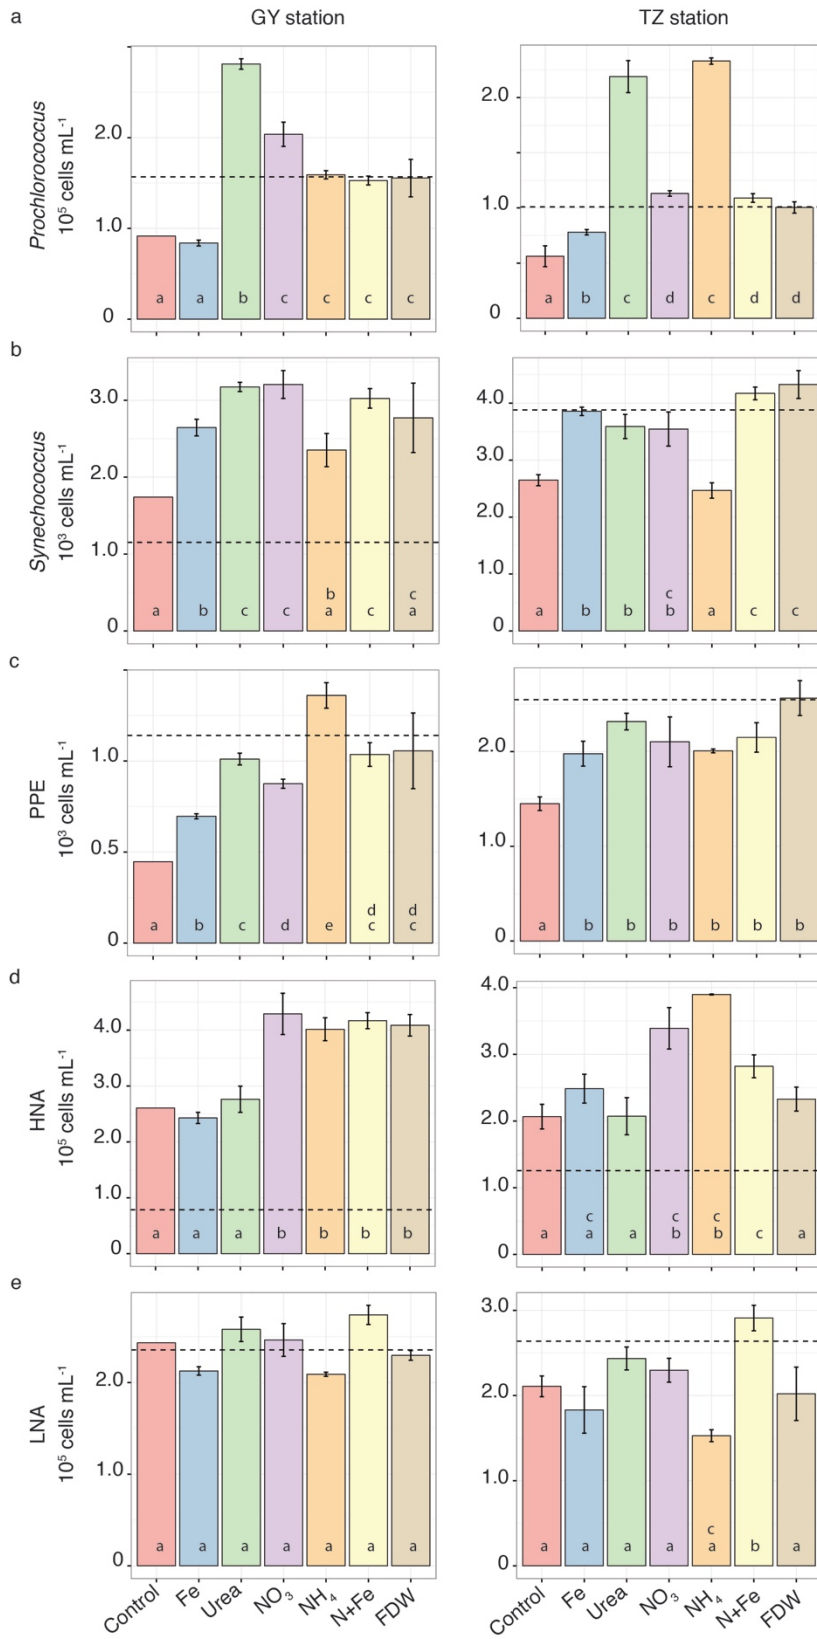 a
GY station
TZ station
Prochlorococcus
10⁵ cells mL⁻¹
2.0
1.0
0
a a b c c c c
2.0
1.0
0
a b c d c d d
b
Synechococcus
10³ cells mL⁻¹
3.0
2.0
1.0
0
b c
a b c c a c a
4.0
3.0
2.0
1.0
0
c
a b b b a c c
c
PPE
10³ cells mL⁻¹
1.0
0.5
0
d d
a b c d e c c
2.0
1.0
0
a b b b b b b
d
HNA
10⁵ cells mL⁻¹
4.0
3.0
2.0
1.0
0
a a a b b b b
4.0
3.0
2.0
1.0
0
c c c
a a a b b c a
e
LNA
10⁵ cells mL⁻¹
2.0
1.0
0
a a a a a a a
3.0
2.0
1.0
0
c
a a a a a b a
Control Fe Urea NO₃ NH₄ N+Fe FDW
Control Fe Urea NO₃ NH₄ N+Fe FDW